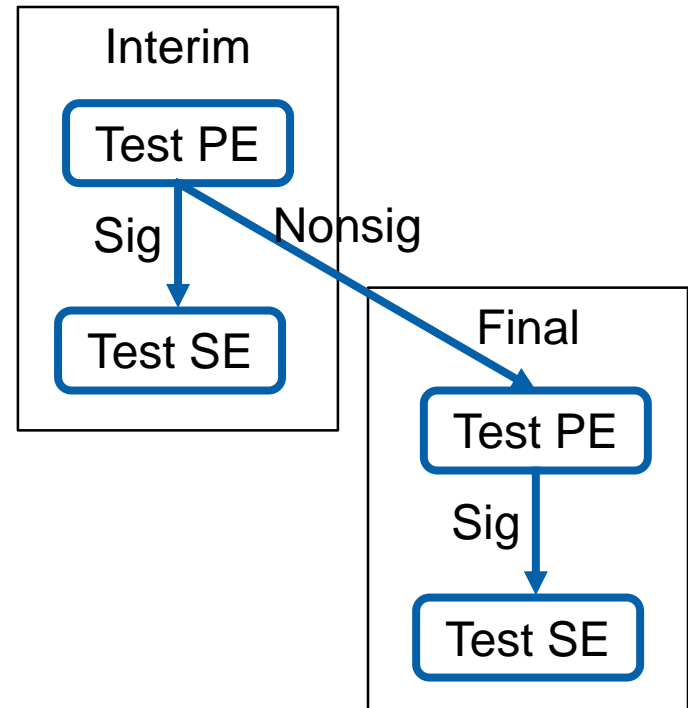 Interim
Test PE
Sig
Nonsig
Test SE
Final
Test PE
Sig
Test SE